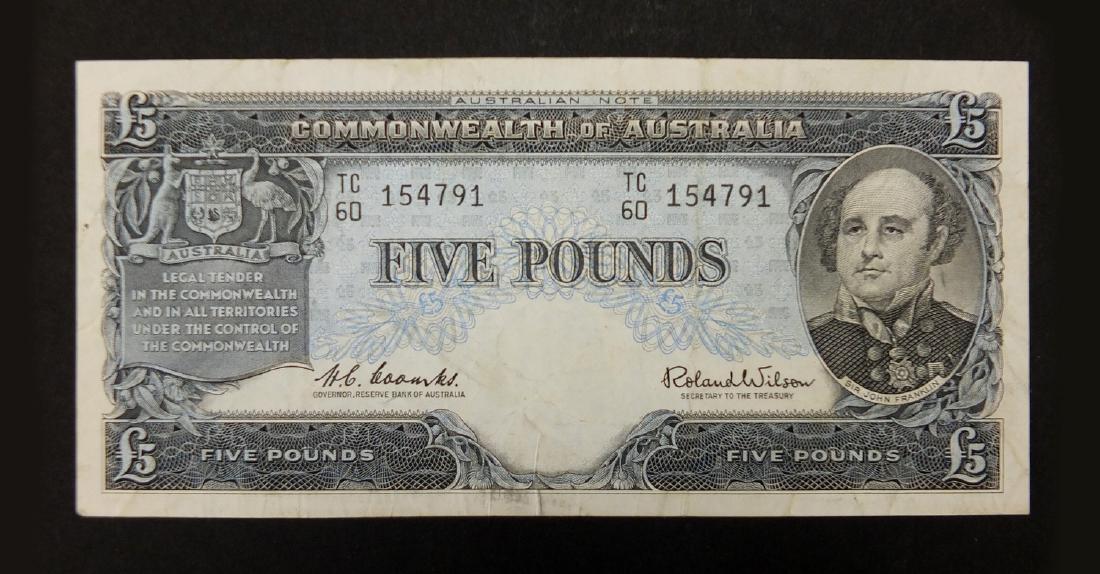 AUSTRALIAN NOTE
£5 COMMONWEALTH OF AUSTRALIA £5
TC 60 154791 TC 60 154791
FIVE POUNDS
AUSTRALIA
LEGAL TENDER
IN THE COMMONWEALTH
AND IN ALL TERRITORIES
UNDER THE CONTROL OF
THE COMMONWEALTH
£5 £5
H.C. Coombs.
GOVERNOR, RESERVE BANK OF AUSTRALIA
Roland Wilson
SECRETARY TO THE TREASURY
SIR JOHN FRANKLIN
£5 FIVE POUNDS FIVE POUNDS £5